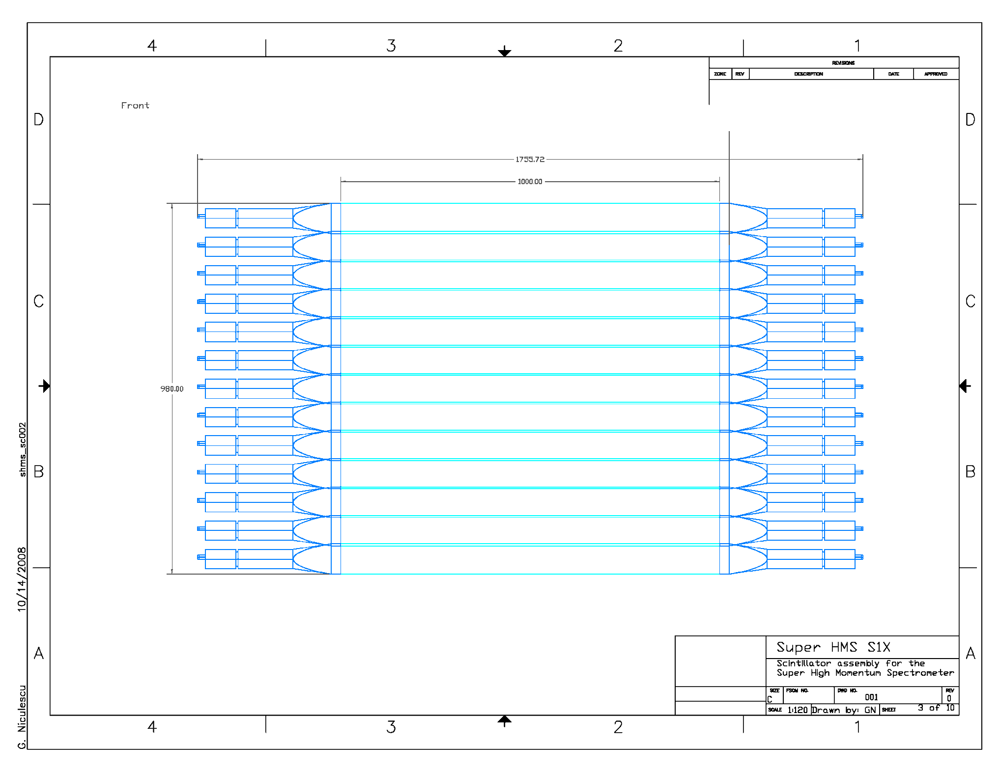 4 3 2 1
REVISIONS
ZONE REV DESCRIPTION DATE APPROVED
Front
D D
1755.72
1000.00
C C
980.00
B B
A A
Super HMS S1X
Scintillator assembly for the
Super High Momentum Spectrometer
SIZE FSCM NO. DWG NO. REV
C 001 0
SCALE 1:120 Drawn by: GN SHEET 3 of 10
4 3 2 1
G. Niculescu 10/14/2008 shms_sc002